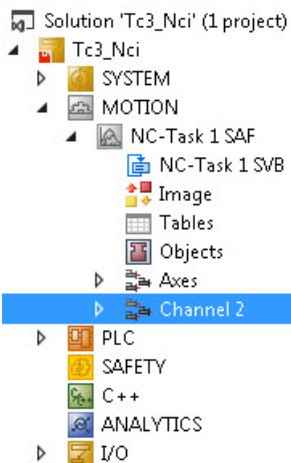 Solution 'Tc3_Nci' (1 project)
Tc3_Nci
SYSTEM
MOTION
NC-Task 1 SAF
NC-Task 1 SVB
Image
Tables
Objects
Axes
Channel 2
PLC
SAFETY
C++
ANALYTICS
I/O